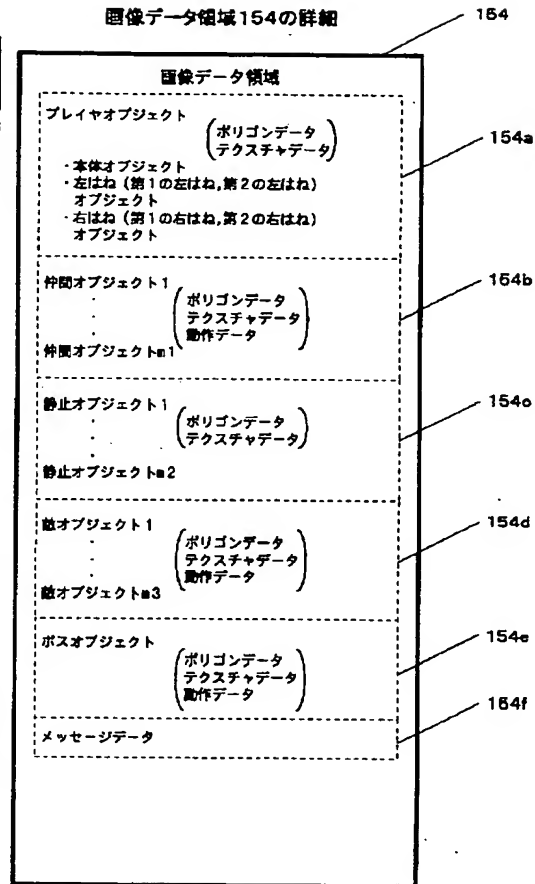 画像データ領域154の詳細
154
画像データ領域
プレイヤオブジェクト
ポリゴンデータ
テクスチャデータ
154a
・本体オブジェクト
・左はね(第1の左はね,第2の左はね)
オブジェクト
・右はね(第1の右はね,第2の右はね)
オブジェクト
仲間オブジェクト1
ポリゴンデータ
テクスチャデータ
動作データ
154b
仲間オブジェクトm1
静止オブジェクト1
ポリゴンデータ
テクスチャデータ
154c
静止オブジェクトm2
敵オブジェクト1
ポリゴンデータ
テクスチャデータ
動作データ
154d
敵オブジェクトm3
ボスオブジェクト
ポリゴンデータ
テクスチャデータ
動作データ
154e
154f
メッセージデータ